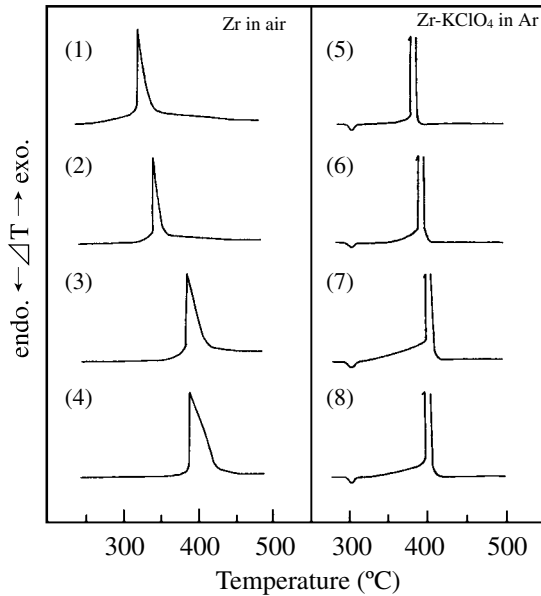 Zr in air
Zr-KClO₄ in Ar
(1)
(5)
(2)
(6)
(3)
(7)
(4)
(8)
endo. ← ⊿T → exo.
300 400 500 300 400 500
Temperature (ºC)